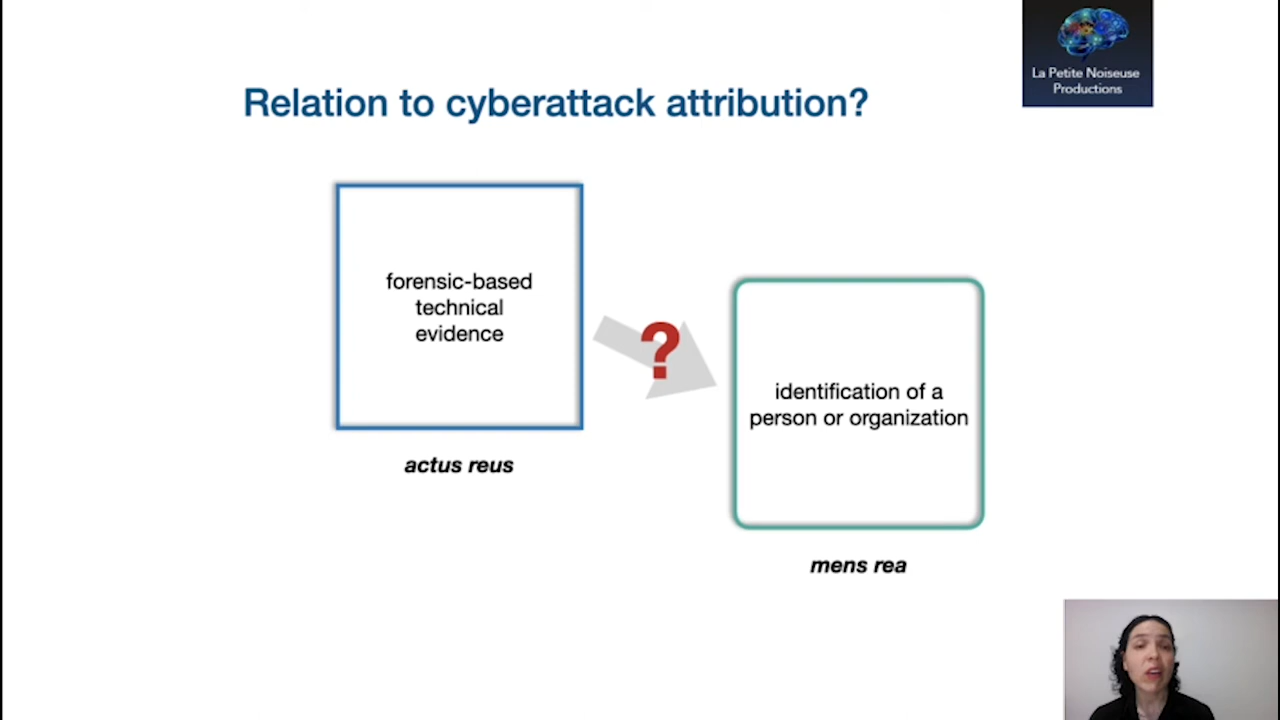 La Petite Noiseuse
Productions
Relation to cyberattack attribution?
forensic-based
technical
evidence
?
identification of a
person or organization
actus reus
mens rea